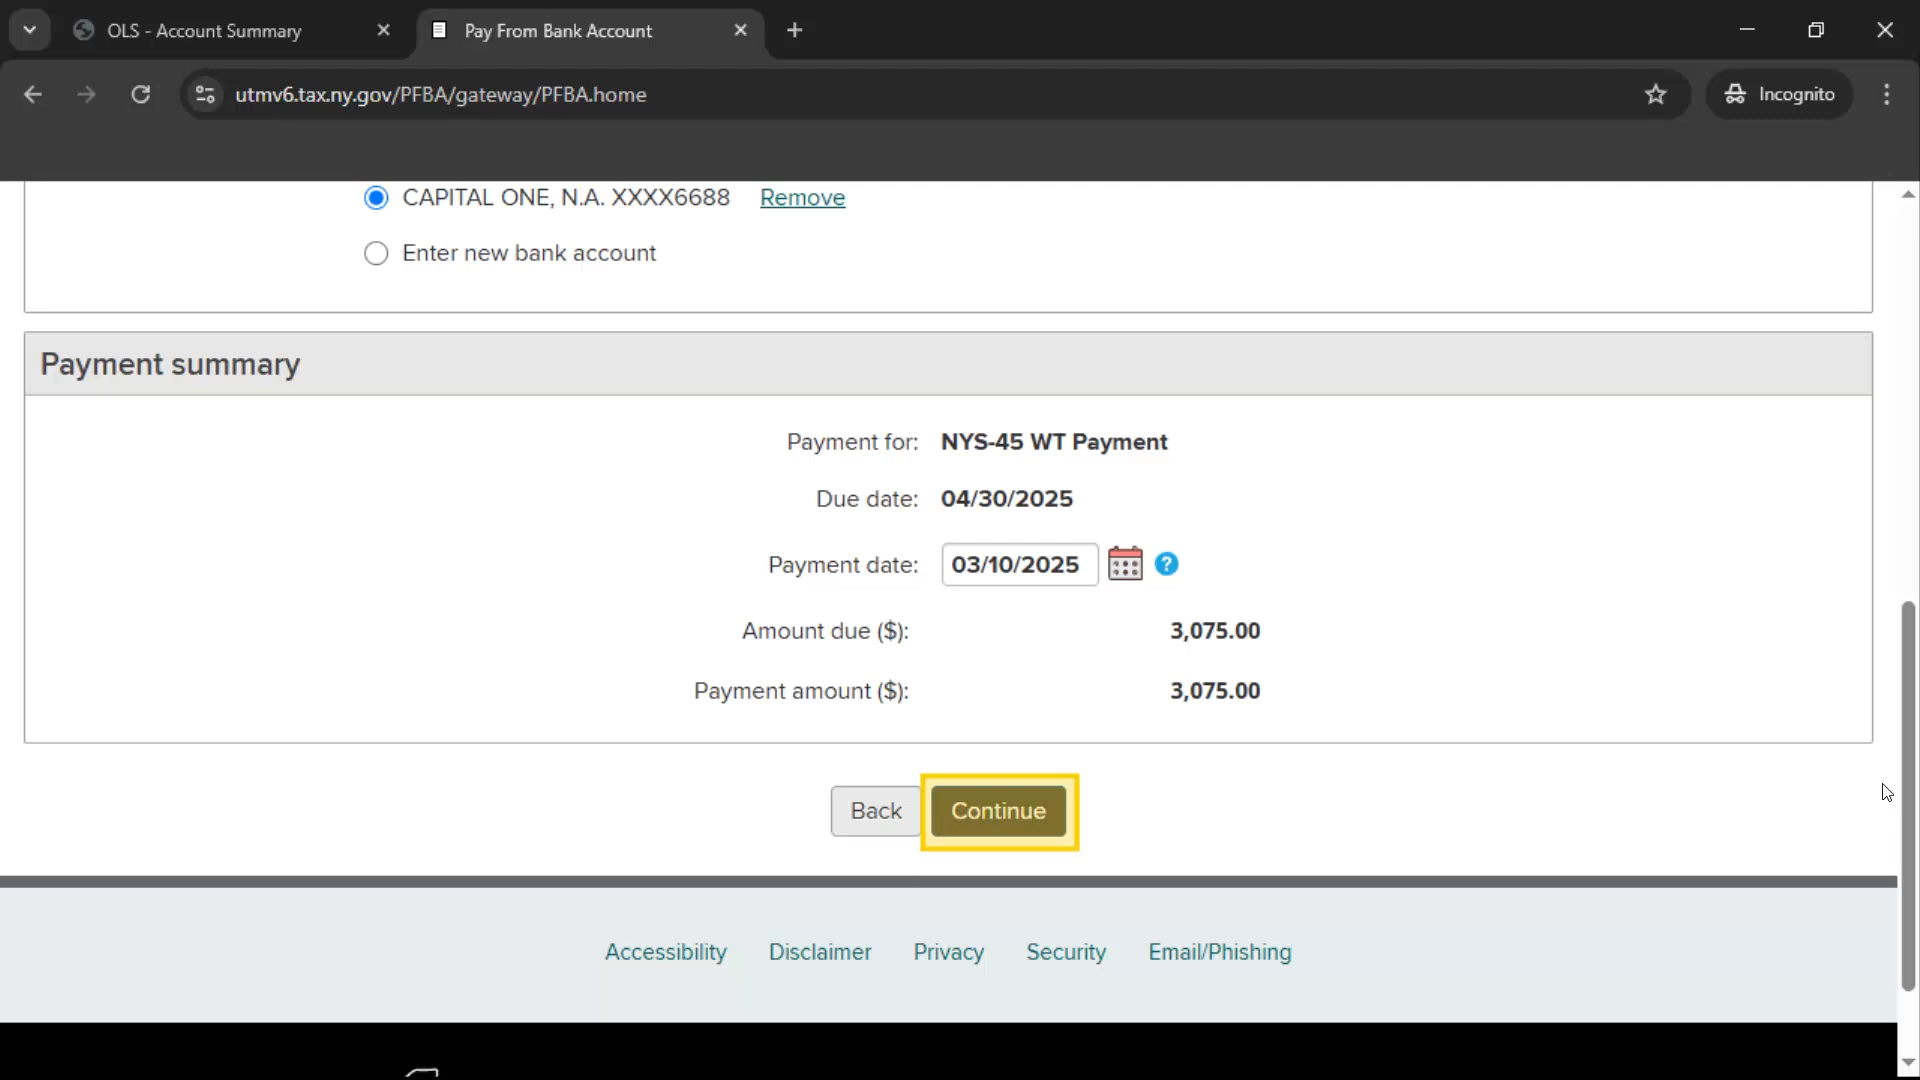 OLS - Account Summary
Pay From Bank Account
utmv6.tax.ny.gov/PFBA/gateway/PFBA.home
Incognito
CAPITAL ONE, N.A. XXXX6688 Remove
Enter new bank account
Payment summary
Payment for: NYS-45 WT Payment
Due date: 04/30/2025
Payment date: 03/10/2025 ?
Amount due ($): 3,075.00
Payment amount ($): 3,075.00
Back Continue
Accessibility Disclaimer Privacy Security Email/Phishing